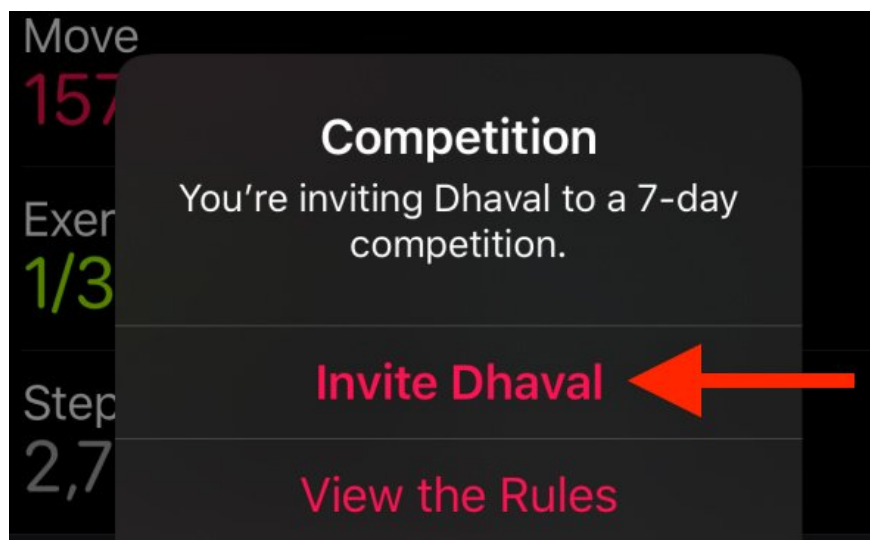 Move
157
Competition
You're inviting Dhaval to a 7-day
competition.
Exer
1/3
Invite Dhaval
Step
2,7
View the Rules